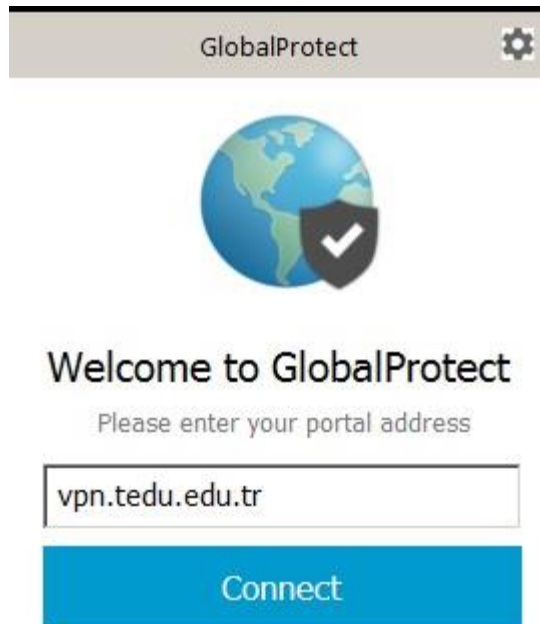 GlobalProtect
Welcome to GlobalProtect
Please enter your portal address
vpn.tedu.edu.tr
Connect